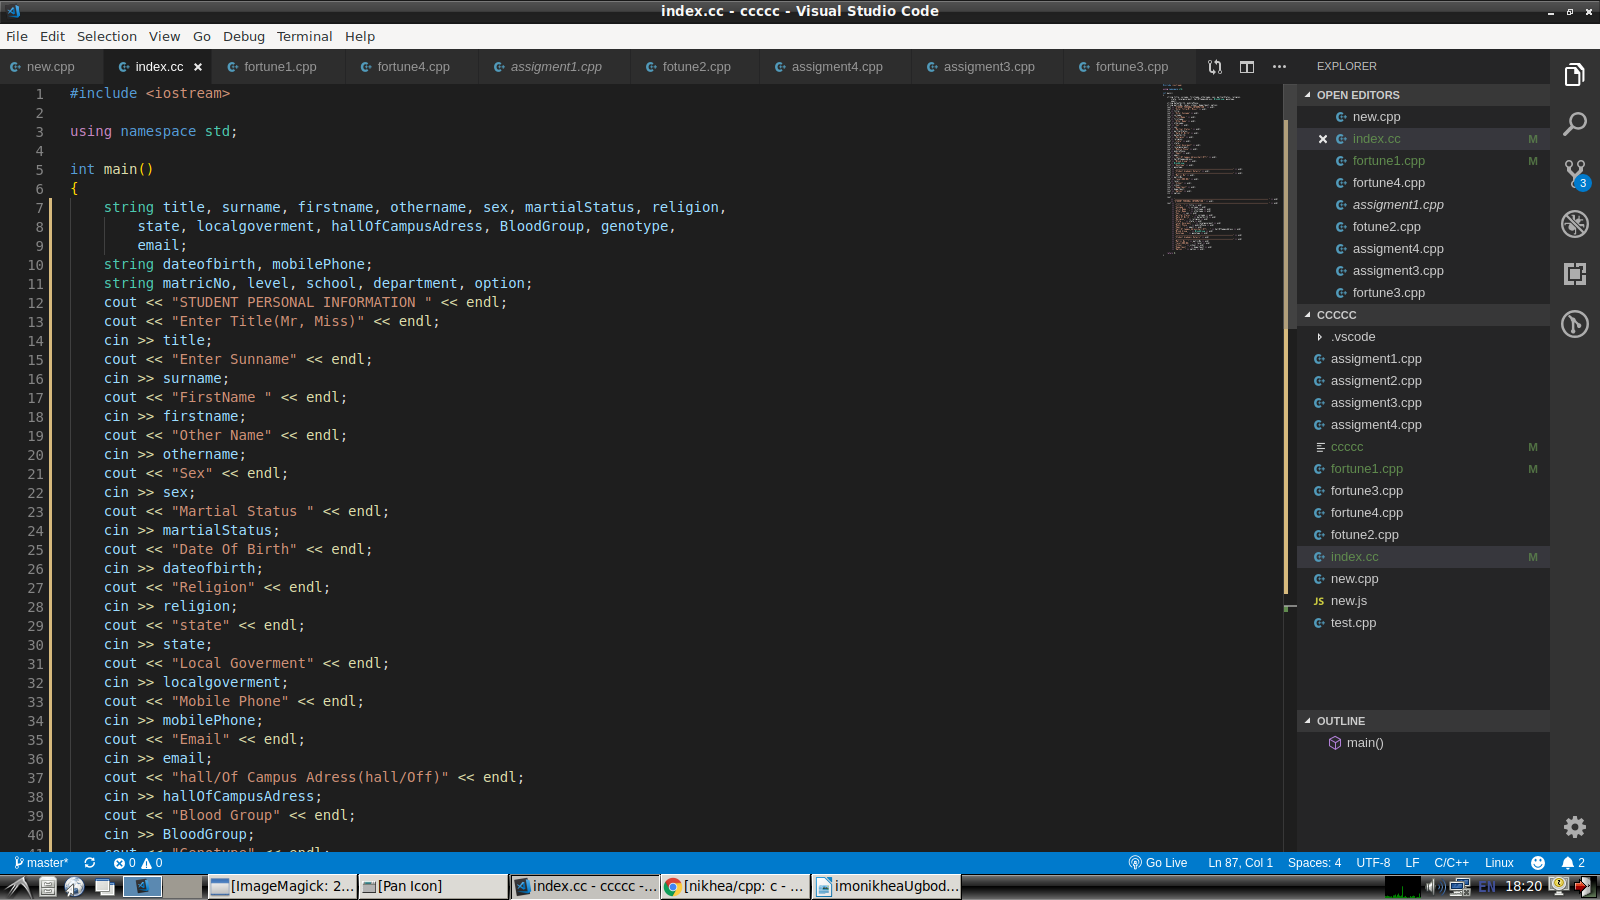 index.cc - ccccc - Visual Studio Code
File Edit Selection View Go Debug Terminal Help
new.cpp index.cc fortune1.cpp fortune4.cpp assigment1.cpp fotune2.cpp assigment4.cpp assigment3.cpp fortune3.cpp
1 #include <iostream>
2
3 using namespace std;
4
5 int main()
6 {
7 string title, surname, firstname, othername, sex, martialStatus, religion,
8 state, localgoverment, hallOfCampusAdress, BloodGroup, genotype,
9 email;
10 string dateofbirth, mobilePhone;
11 string matricNo, level, school, department, option;
12 cout << "STUDENT PERSONAL INFORMATION " << endl;
13 cout << "Enter Title(Mr, Miss)" << endl;
14 cin >> title;
15 cout << "Enter Sunname" << endl;
16 cin >> surname;
17 cout << "FirstName " << endl;
18 cin >> firstname;
19 cout << "Other Name" << endl;
20 cin >> othername;
21 cout << "Sex" << endl;
22 cin >> sex;
23 cout << "Martial Status " << endl;
24 cin >> martialStatus;
25 cout << "Date Of Birth" << endl;
26 cin >> dateofbirth;
27 cout << "Religion" << endl;
28 cin >> religion;
29 cout << "state" << endl;
30 cin >> state;
31 cout << "Local Goverment" << endl;
32 cin >> localgoverment;
33 cout << "Mobile Phone" << endl;
34 cin >> mobilePhone;
35 cout << "Email" << endl;
36 cin >> email;
37 cout << "hall/Of Campus Adress(hall/Off)" << endl;
38 cin >> hallOfCampusAdress;
39 cout << "Blood Group" << endl;
40 cin >> BloodGroup;
41 cout << "Genotype" << endl;
EXPLORER
OPEN EDITORS
new.cpp
index.cc M
fortune1.cpp M
fortune4.cpp
assigment1.cpp
fotune2.cpp
assigment4.cpp
assigment3.cpp
fortune3.cpp
CCCCC
.vscode
assigment1.cpp
assigment2.cpp
assigment3.cpp
assigment4.cpp
ccccc M
fortune1.cpp M
fortune3.cpp
fortune4.cpp
fotune2.cpp
index.cc M
new.cpp
JS new.js
test.cpp
OUTLINE
main()
3
master* 0 0 Go Live Ln 87, Col 1 Spaces: 4 UTF-8 LF C/C++ Linux 2
[ImageMagick: 2... [Pan Icon] index.cc - ccccc -... [nikhea/cpp: c - ... imonikheaUgbod... EN 18:20